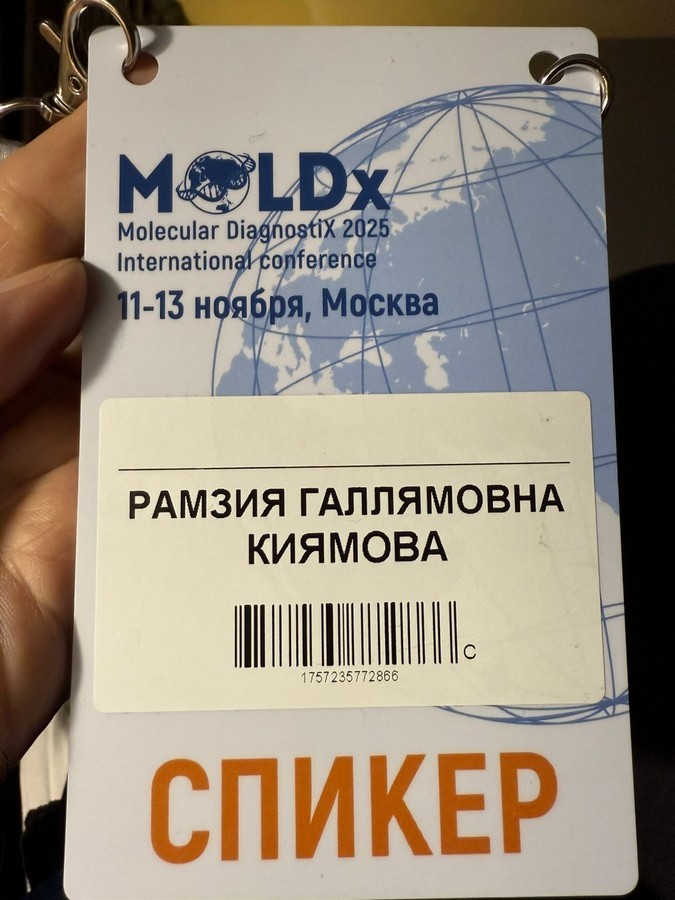 MOLDx
Molecular DiagnostiX 2025
International conference
11-13 ноября, Москва
РАМЗИЯ ГАЛЛЯМОВНА
КИЯМОВА
С
1757235772866
СПИКЕР